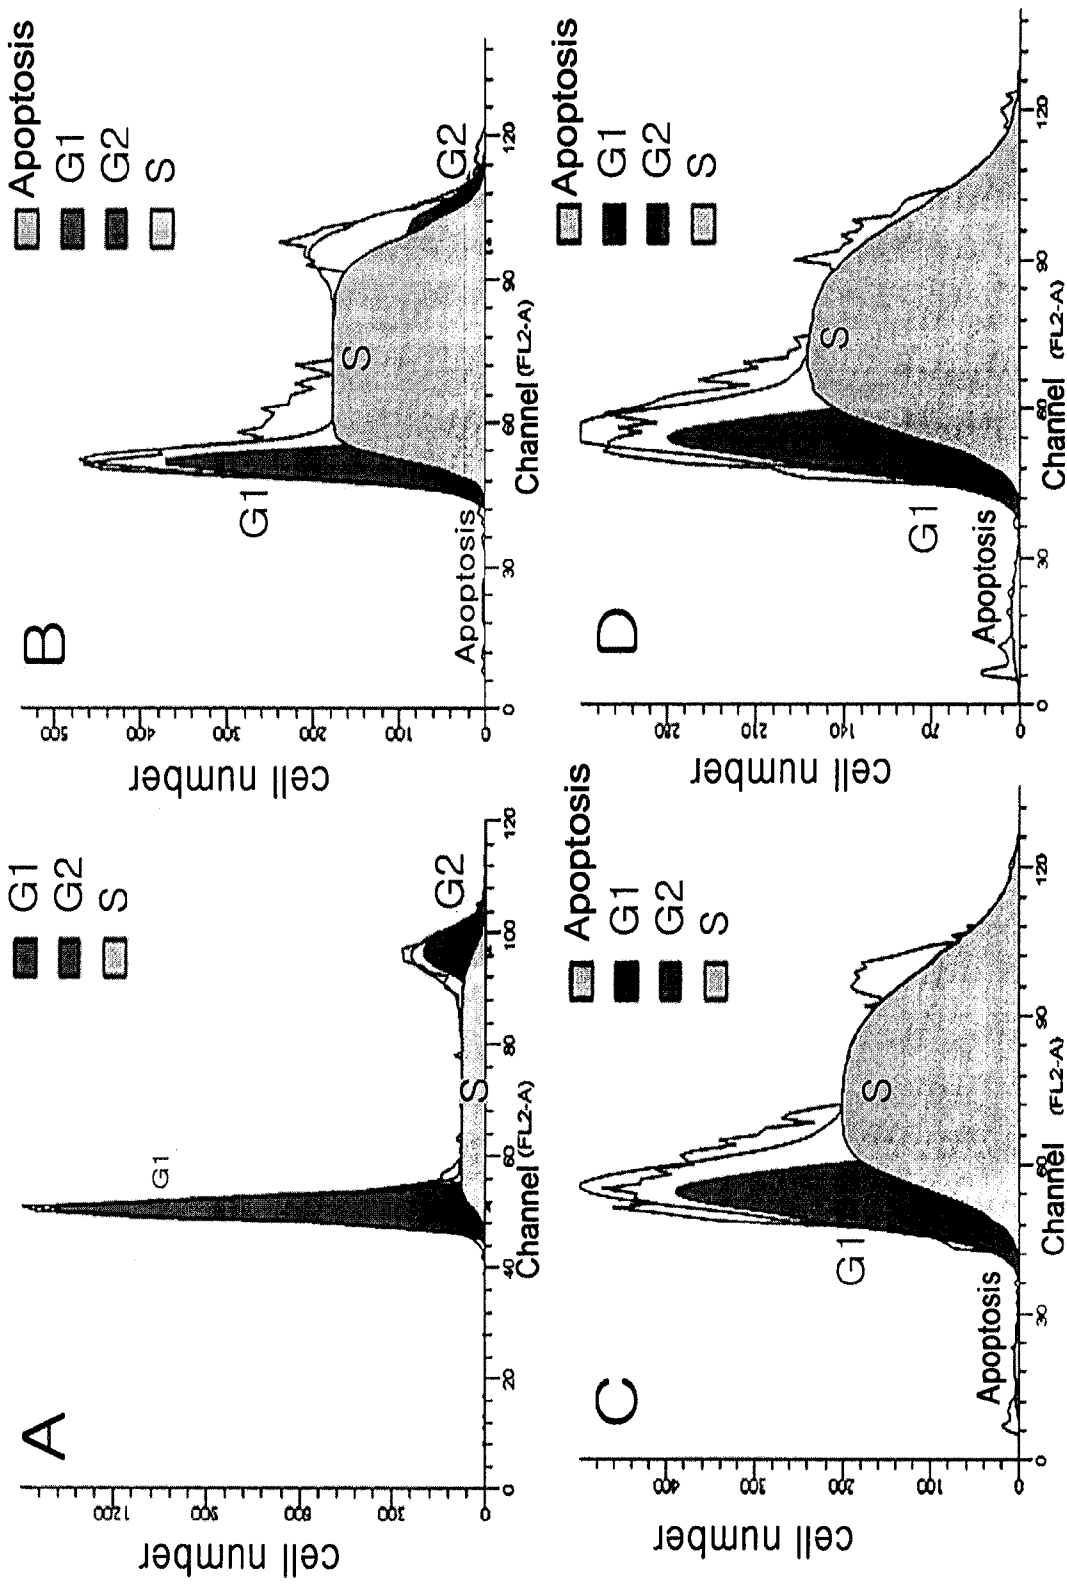 A
G1
G2
S
G1
S
G2
1200
900
600
300
0
0
20
40
60
80
100
120
cell number
Channel (FL2-A)
B
Apoptosis
G1
G2
S
G1
S
G2
Apoptosis
500
400
300
200
100
0
0
30
60
90
120
cell number
Channel (FL2-A)
C
Apoptosis
G1
G2
S
G1
S
Apoptosis
400
300
200
100
0
0
30
60
90
120
cell number
Channel (FL2-A)
D
Apoptosis
G1
G2
S
G1
S
Apoptosis
280
210
140
70
0
0
30
60
90
120
cell number
Channel (FL2-A)